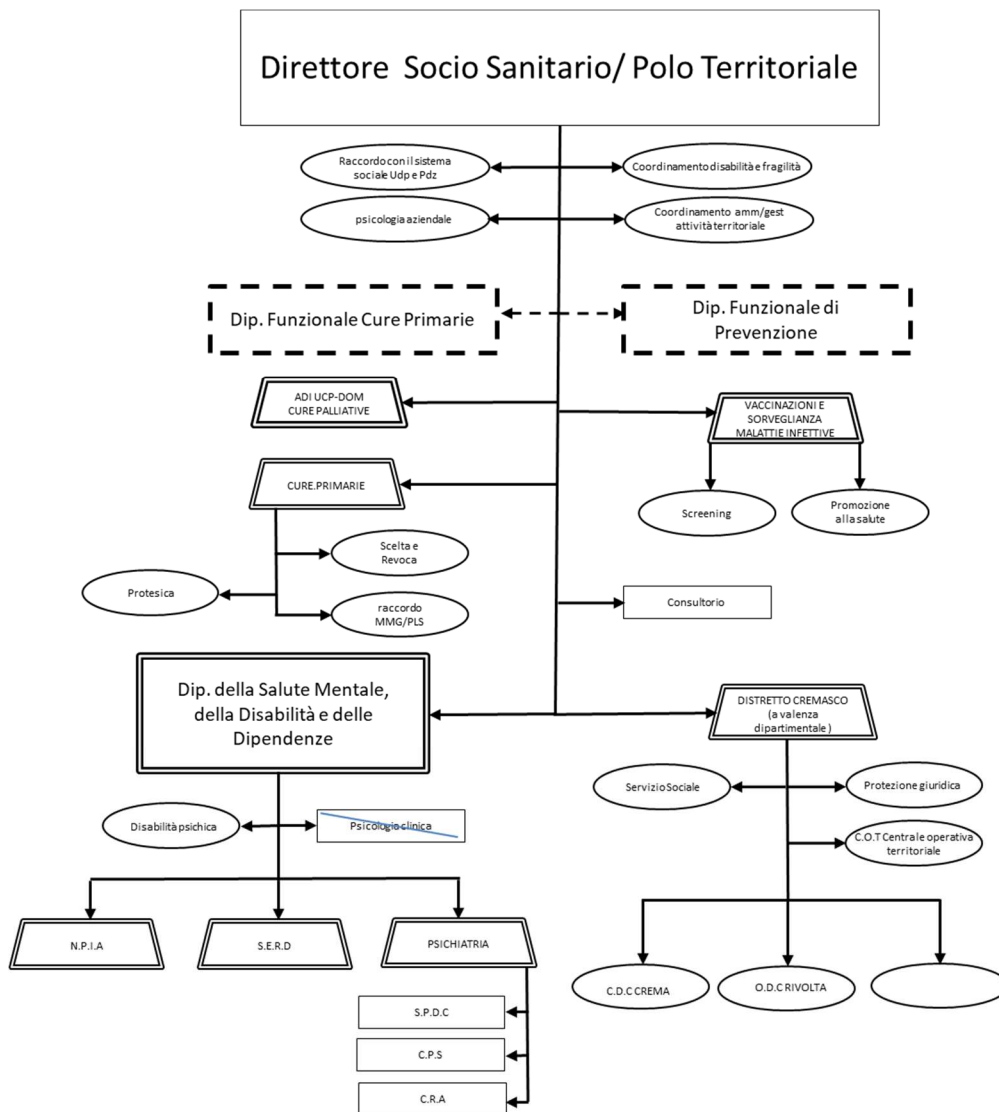 Direttore Socio Sanitario/ Polo Territoriale
Raccordo con il sistema
sociale Udp e Pdz
Coordinamento disabilità e fragilità
psicologia aziendale
Coordinamento amm/gest
attività territoriale
Dip. Funzionale Cure Primarie
Dip. Funzionale di
Prevenzione
ADI UCP-DOM
CURE PALLIATIVE
VACCINAZIONI E
SORVEGLIANZA
MALATTIE INFETTIVE
CURE.PRIMARIE
Screening
Promozione
alla salute
Scelta e
Revoca
Protesica
raccordo
MMG/PLS
Consultorio
Dip. della Salute Mentale,
della Disabilità e delle
Dipendenze
DISTRETTO CREMASCO
(a valenza
dipartimentale)
Servizio Sociale
Protezione giuridica
Disabilità psichica
Psicologia clinica
C.O.T Centrale operativa
territoriale
N.P.I.A
S.E.R.D
PSICHIATRIA
C.D.C CREMA
O.D.C RIVOLTA
S.P.D.C
C.P.S
C.R.A